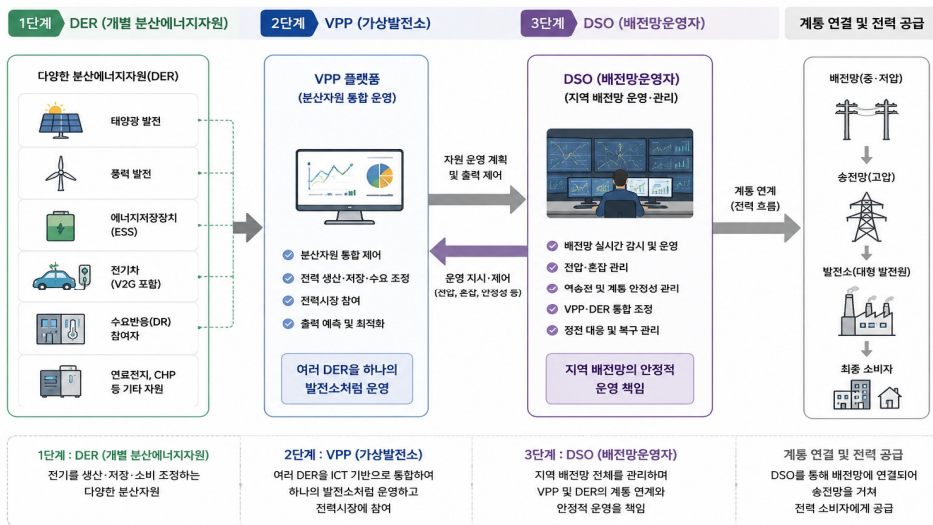 1단계 DER (개별 분산에너지자원)
2단계 VPP (가상발전소)
3단계 DSO (배전망운영자)
계통 연결 및 전력 공급
다양한 분산에너지자원(DER)
태양광 발전
풍력 발전
에너지저장장치
(ESS)
전기차
(V2G 포함)
수요반응(DR)
참여자
연료전지, CHP
등 기타 자원
VPP 플랫폼
(분산자원 통합 운영)
분산자원 통합 제어
전력 생산·저장·수요 조정
전력시장 참여
출력 예측 및 최적화
여러 DER을 하나의
발전소처럼 운영
자원 운영 계획
및 출력 제어
운영 지시·제어
(전압, 혼잡, 안정성 등)
DSO (배전망운영자)
(지역 배전망 운영·관리)
배전망 실시간 감시 및 운영
전압·혼잡 관리
역송전 및 계통 안정성 관리
VPP·DER 통합 조정
정전 대응 및 복구 관리
지역 배전망의 안정적
운영 책임
계통 연계
(전력 흐름)
배전망(중·저압)
송전망(고압)
발전소(대형 발전원)
최종 소비자
1단계 : DER (개별 분산에너지자원)
전기를 생산·저장·소비 조정하는
다양한 분산자원
2단계 : VPP (가상발전소)
여러 DER을 ICT 기반으로 통합하여
하나의 발전소처럼 운영하고
전력시장에 참여
3단계 : DSO (배전망운영자)
지역 배전망 전체를 관리하며
VPP 및 DER의 계통 연계와
안정적 운영을 책임
계통 연결 및 전력 공급
DSO를 통해 배전망에 연결되어
송전망을 거쳐
전력 소비자에게 공급